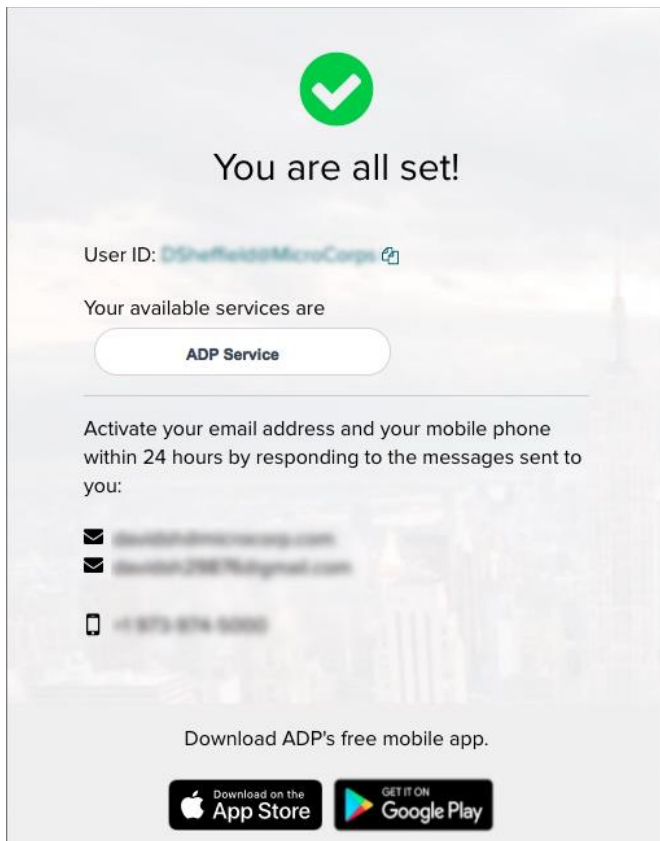 You are all set!
User ID:
Your available services are
ADP Service
Activate your email address and your mobile phone
within 24 hours by responding to the messages sent to
you:
Download ADP's free mobile app.
Download on the
App Store
GET IT ON
Google Play